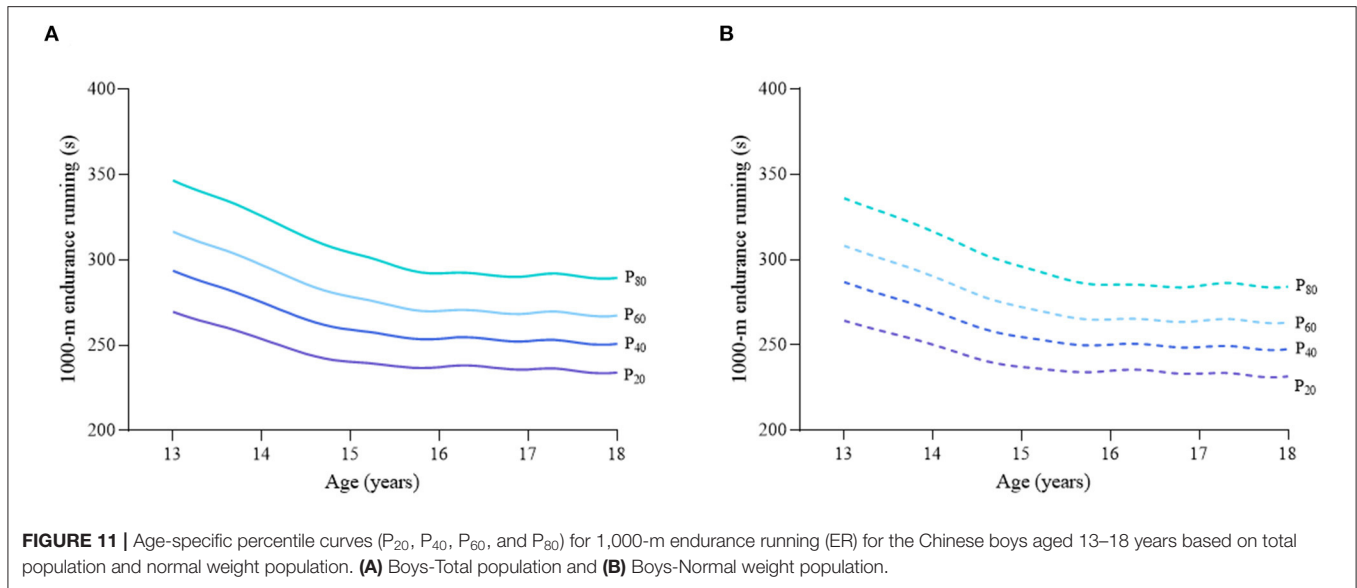 A
400
350
300
250
200
1000-m endurance running (s)
P80
P60
P40
P20
13 14 15 16 17 18
Age (years)
B
400
350
300
250
200
1000-m endurance running (s)
P80
P60
P40
P20
13 14 15 16 17 18
Age (years)
FIGURE 11 | Age-specific percentile curves (P20, P40, P60, and P80) for 1,000-m endurance running (ER) for the Chinese boys aged 13–18 years based on total
population and normal weight population. (A) Boys-Total population and (B) Boys-Normal weight population.